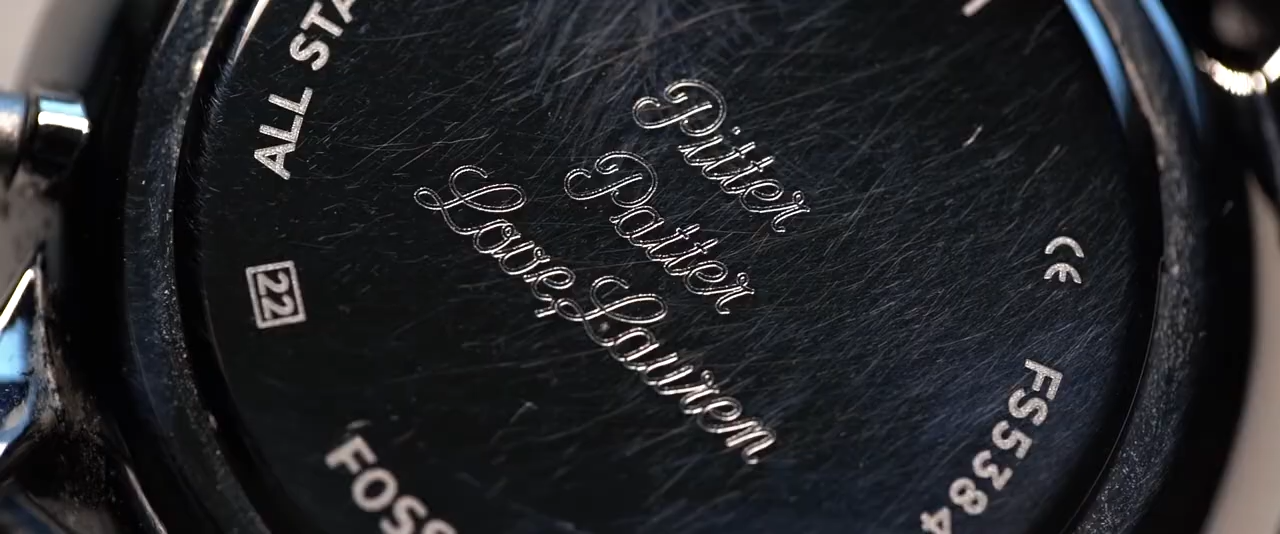 Pitter
Patter
Love, Lauren
ALL STA
22
FOSS
CE
FS5384